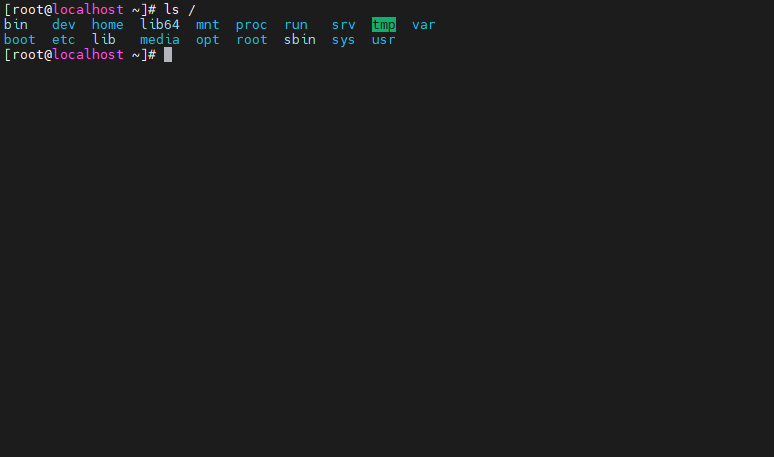 [root@localhost ~]# ls /
bin   dev  home  lib64  mnt  proc  run   srv  tmp  var
boot  etc  lib   media  opt  root  sbin  sys  usr
[root@localhost ~]#